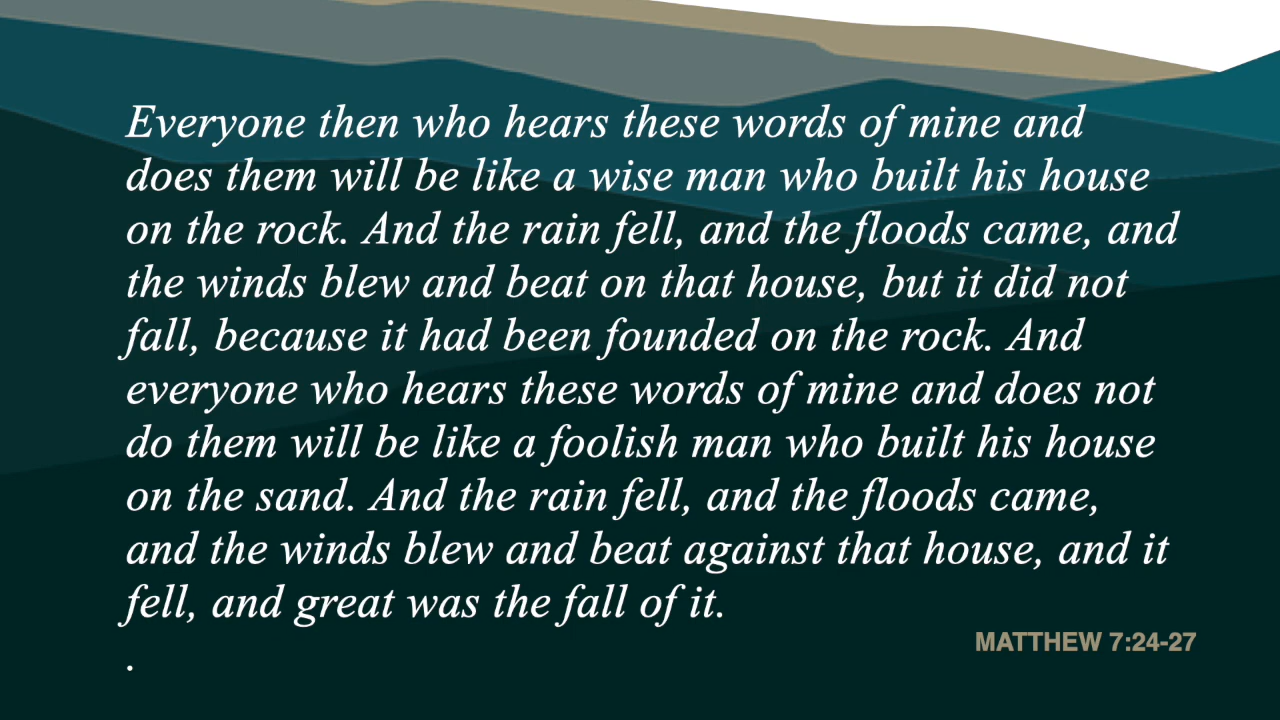 Everyone then who hears these words of mine and
does them will be like a wise man who built his house
on the rock. And the rain fell, and the floods came, and
the winds blew and beat on that house, but it did not
fall, because it had been founded on the rock. And
everyone who hears these words of mine and does not
do them will be like a foolish man who built his house
on the sand. And the rain fell, and the floods came,
and the winds blew and beat against that house, and it
fell, and great was the fall of it.
MATTHEW 7:24-27
.